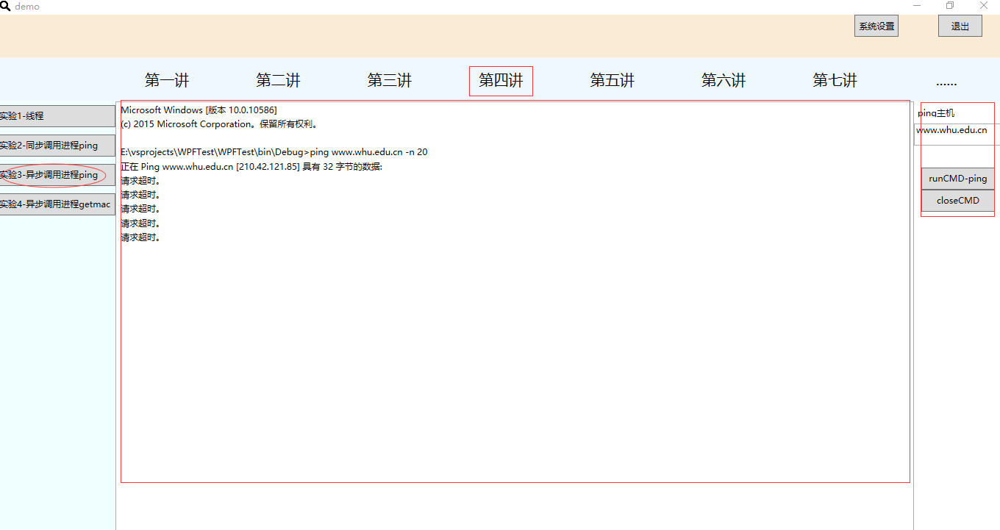 demo
系统设置
退出
第一讲
第二讲
第三讲
第四讲
第五讲
第六讲
第七讲
......
实验1-线程
实验2-同步调用进程ping
实验3-异步调用进程ping
实验4-异步调用进程getmac
Microsoft Windows [版本 10.0.10586]
(c) 2015 Microsoft Corporation。保留所有权利。
E:\vsprojects\WPFTest\WPFTest\bin\Debug>ping www.whu.edu.cn -n 20
正在 Ping www.whu.edu.cn [210.42.121.85] 具有 32 字节的数据:
请求超时。
请求超时。
请求超时。
请求超时。
请求超时。
ping主机
www.whu.edu.cn
runCMD-ping
closeCMD